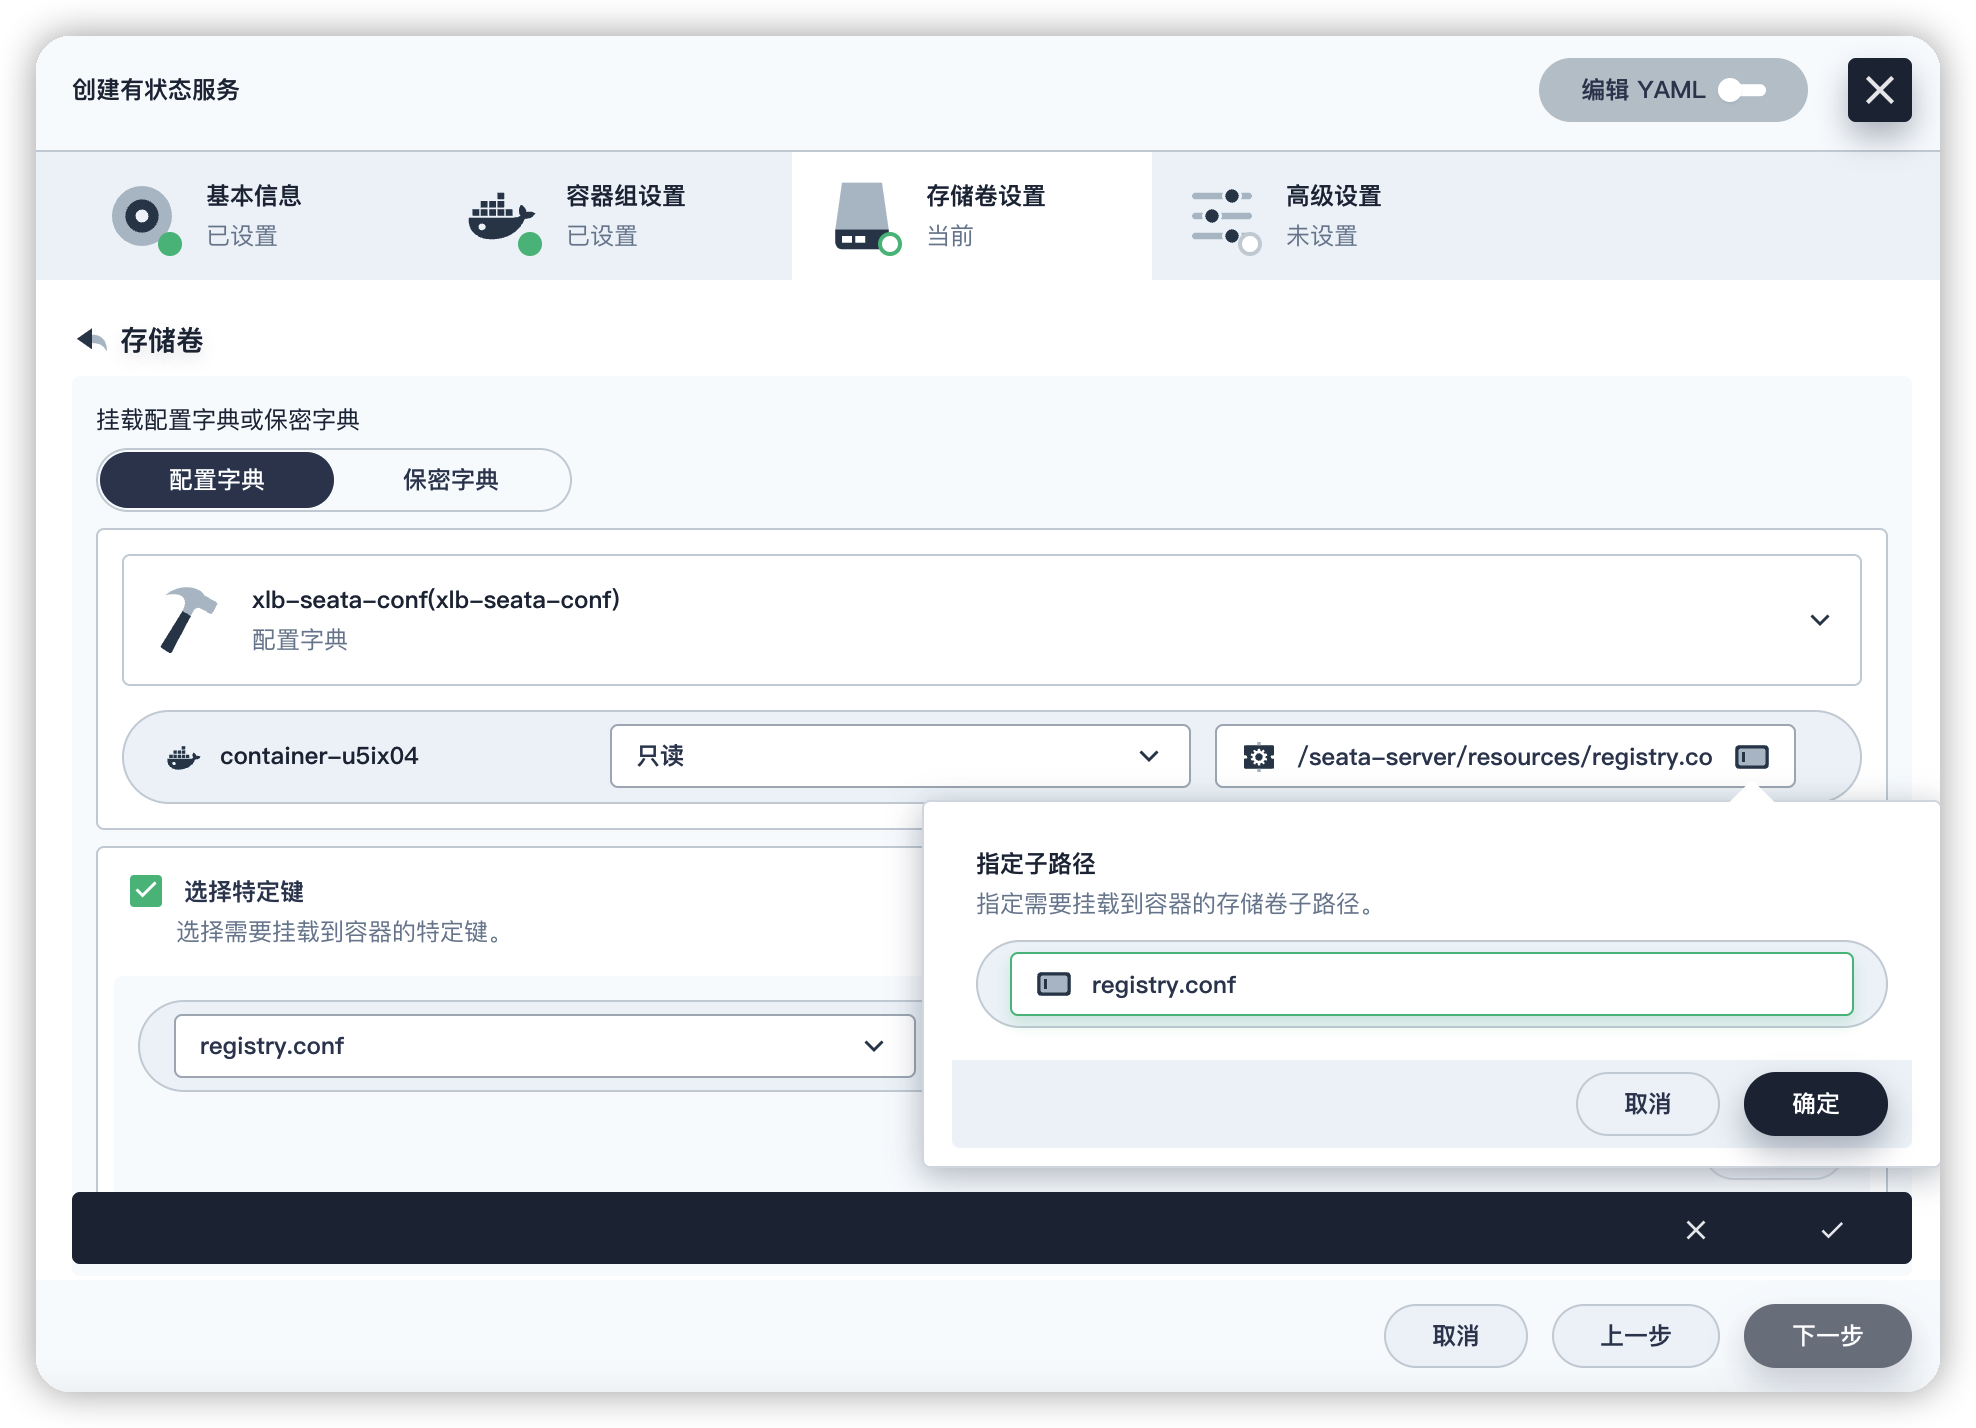 创建有状态服务
编辑 YAML
基本信息
已设置
容器组设置
已设置
存储卷设置
当前
高级设置
未设置
存储卷
挂载配置字典或保密字典
配置字典
保密字典
xlb-seata-conf(xlb-seata-conf)
配置字典
container-u5ix04
只读
/seata-server/resources/registry.co
选择特定键
选择需要挂载到容器的特定键。
registry.conf
指定子路径
指定需要挂载到容器的存储卷子路径。
registry.conf
取消
确定
取消
上一步
下一步